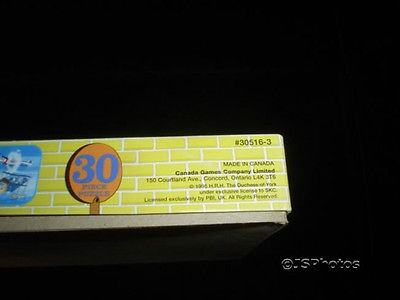 #30516-3
30
PIECE
PUZZLE
MADE IN CANADA
Canada Games Company Limited
150 Courtland Ave., Concord, Ontario L4K 3T6
© 1995 H.R.H. The Duchess of York
under exclusive license to SKC.
Licensed exclusively by PBI, UK. All Rights Reserved.
©JSPhotos